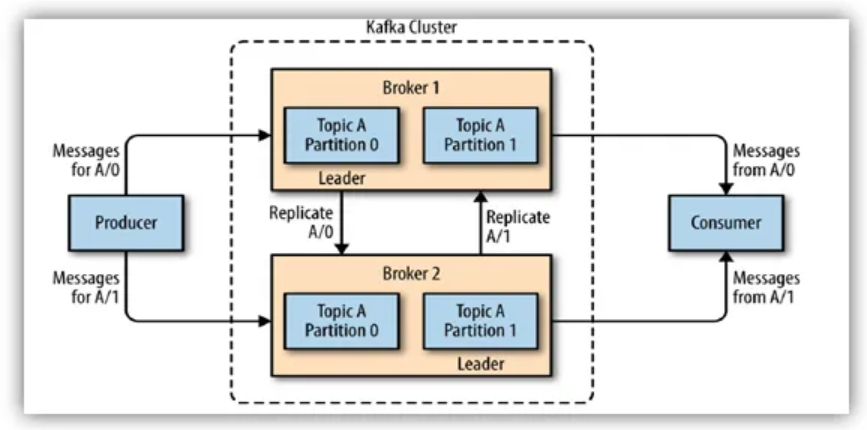 Kafka Cluster
Broker 1
Topic A
Partition 0
Topic A
Partition 1
Leader
Messages
for A/0
Messages
from A/0
Producer
Replicate
A/0
Replicate
A/1
Consumer
Messages
for A/1
Messages
from A/1
Broker 2
Topic A
Partition 0
Topic A
Partition 1
Leader